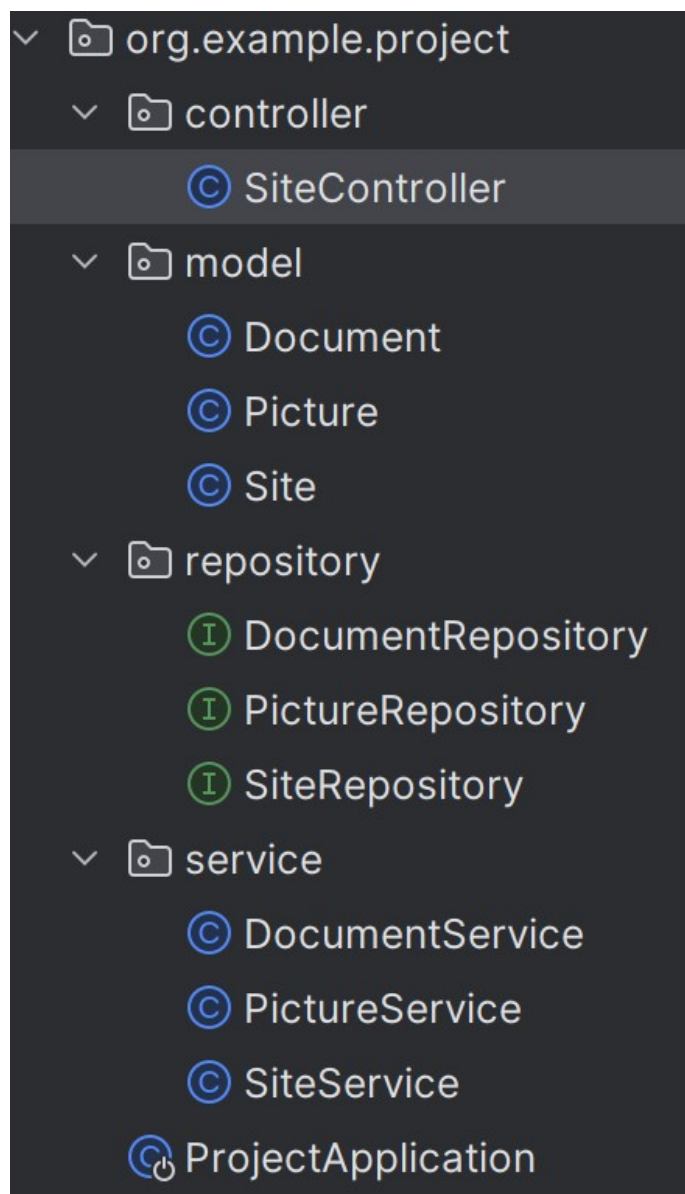 org.example.project
controller
C SiteController
model
C Document
C Picture
C Site
repository
I DocumentRepository
I PictureRepository
I SiteRepository
service
C DocumentService
C PictureService
C SiteService
C ProjectApplication